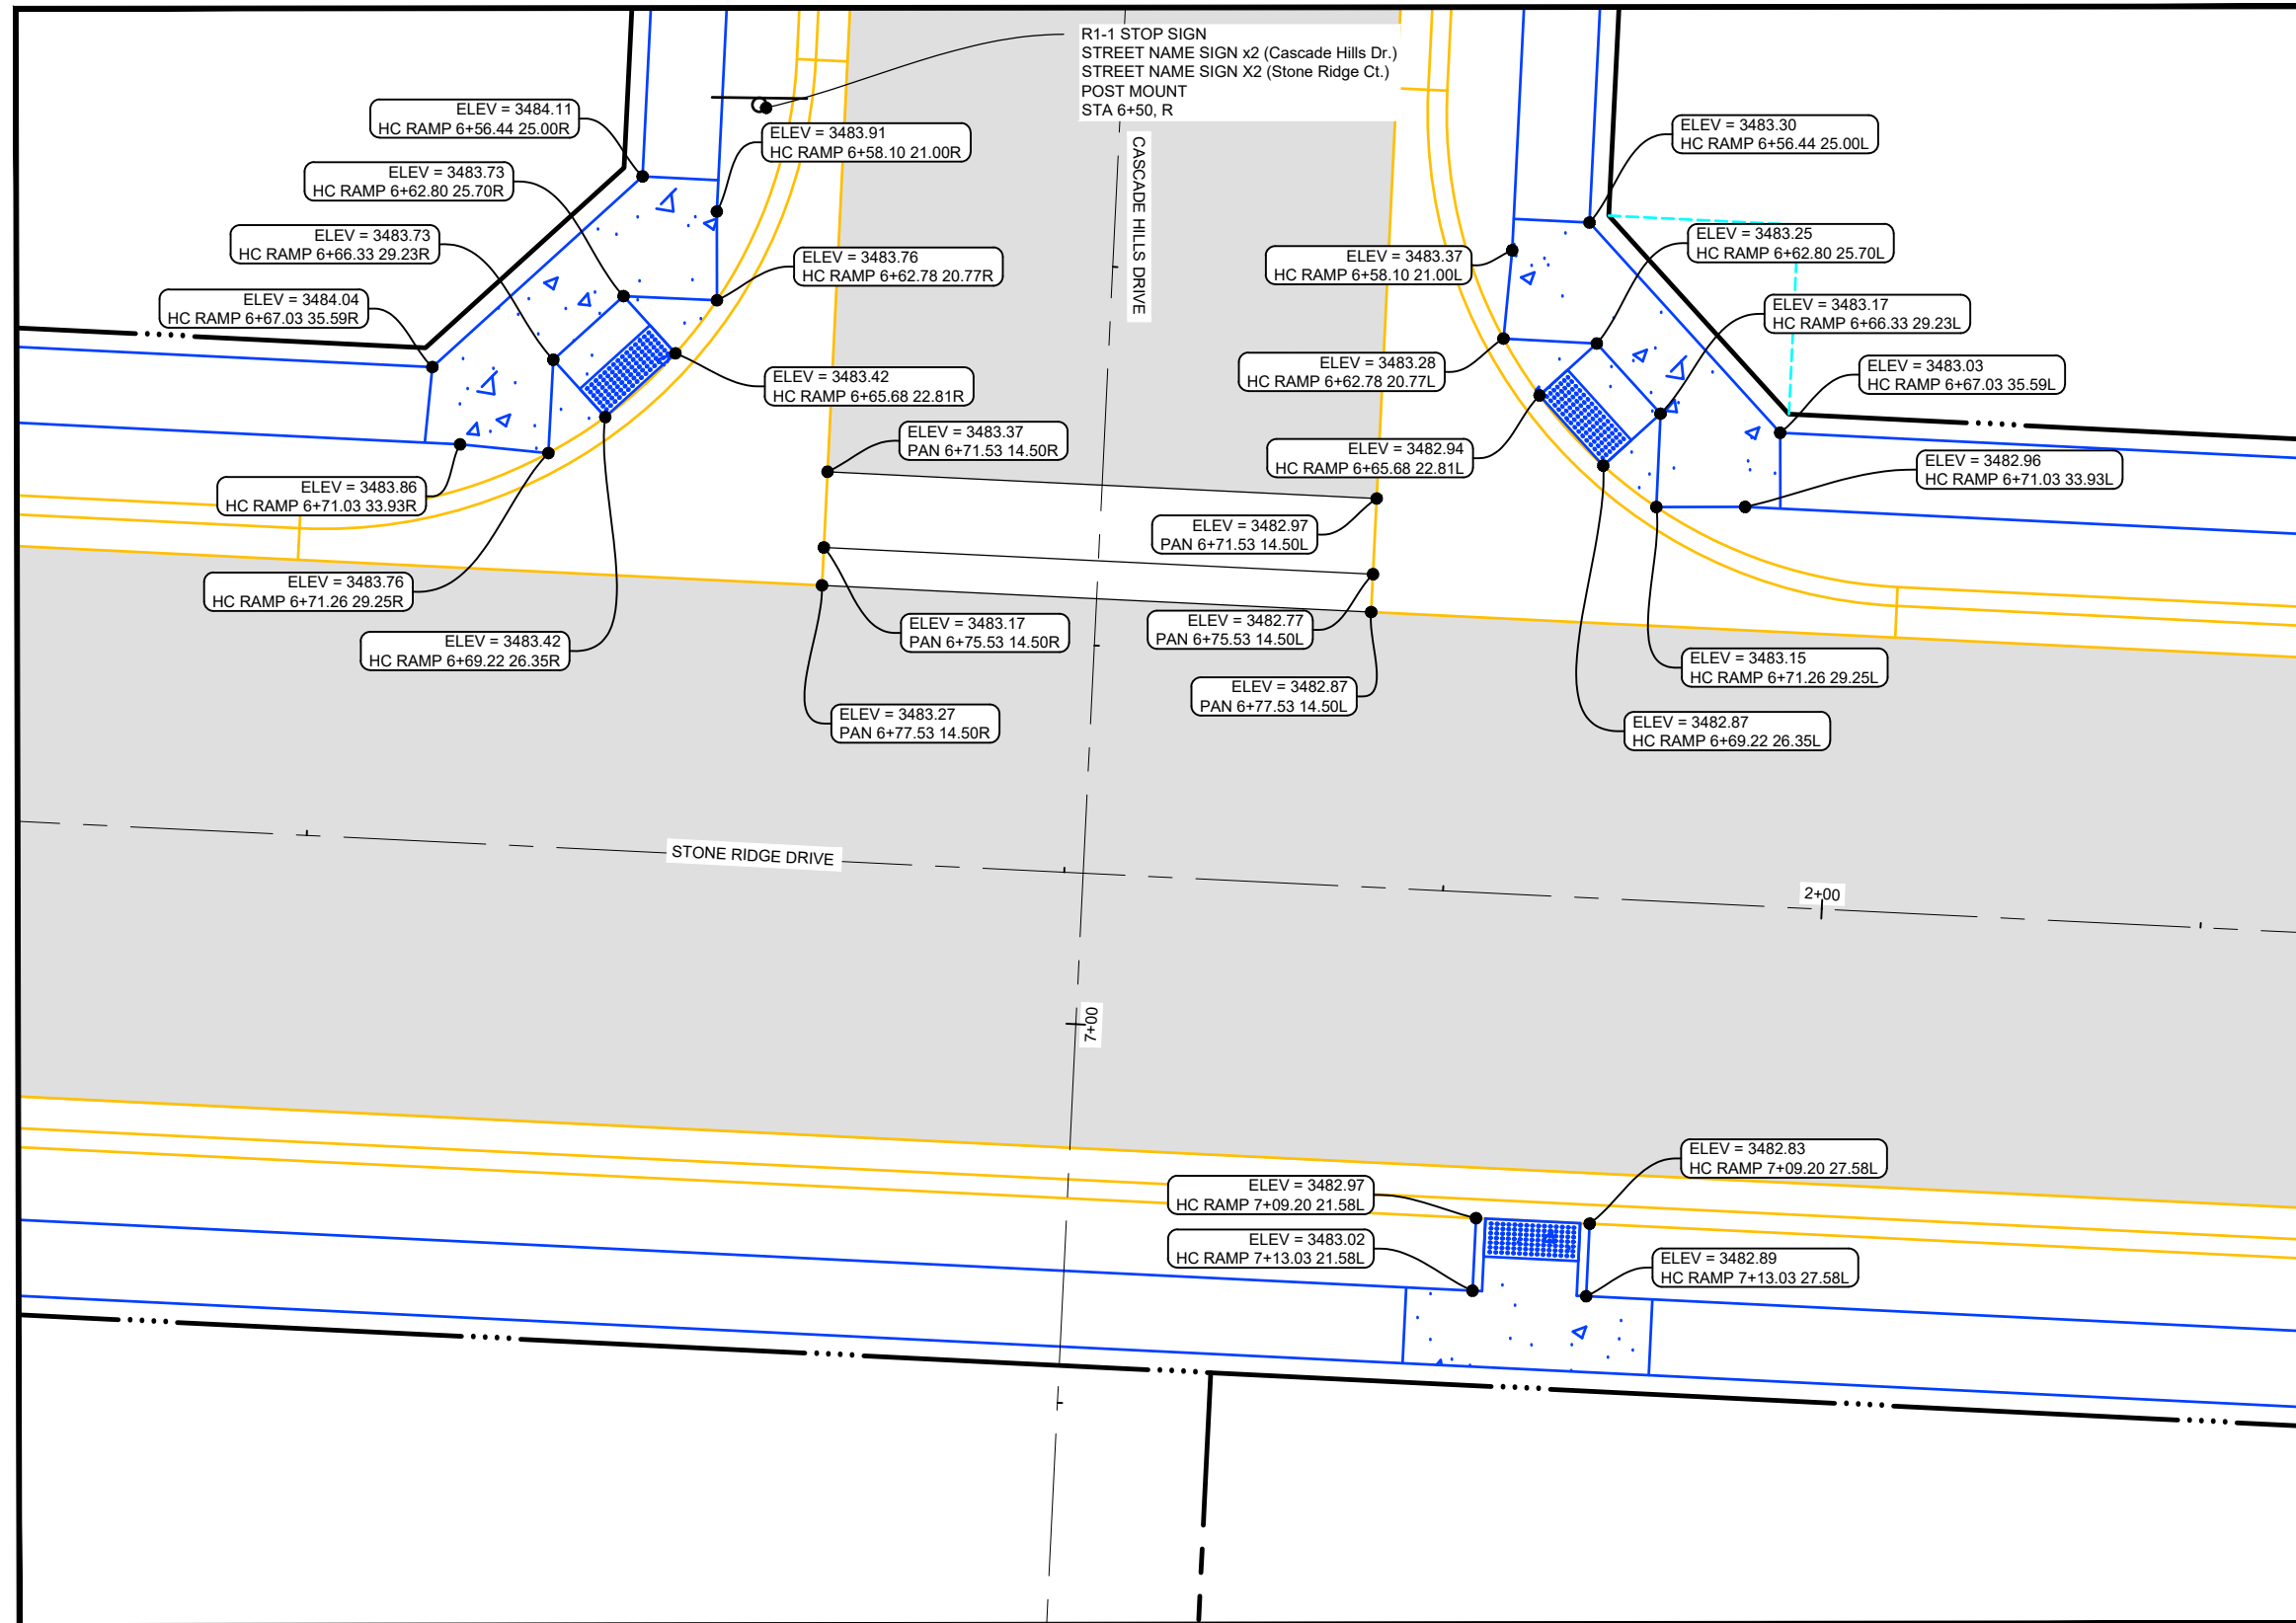 R1-1 STOP SIGN
STREET NAME SIGN x2 (Cascade Hills Dr.)
STREET NAME SIGN X2 (Stone Ridge Ct.)
POST MOUNT
STA 6+50, R
ELEV = 3484.11
HC RAMP 6+56.44 25.00R
ELEV = 3483.91
HC RAMP 6+58.10 21.00R
ELEV = 3483.73
HC RAMP 6+62.80 25.70R
ELEV = 3483.73
HC RAMP 6+66.33 29.23R
ELEV = 3483.76
HC RAMP 6+62.78 20.77R
ELEV = 3484.04
HC RAMP 6+67.03 35.59R
ELEV = 3483.42
HC RAMP 6+65.68 22.81R
ELEV = 3483.37
PAN 6+71.53 14.50R
ELEV = 3483.86
HC RAMP 6+71.03 33.93R
ELEV = 3483.76
HC RAMP 6+71.26 29.25R
ELEV = 3483.42
HC RAMP 6+69.22 26.35R
ELEV = 3483.17
PAN 6+75.53 14.50R
ELEV = 3483.27
PAN 6+77.53 14.50R
CASCADE HILLS DRIVE
ELEV = 3483.30
HC RAMP 6+56.44 25.00L
ELEV = 3483.25
HC RAMP 6+62.80 25.70L
ELEV = 3483.37
HC RAMP 6+58.10 21.00L
ELEV = 3483.17
HC RAMP 6+66.33 29.23L
ELEV = 3483.28
HC RAMP 6+62.78 20.77L
ELEV = 3483.03
HC RAMP 6+67.03 35.59L
ELEV = 3482.94
HC RAMP 6+65.68 22.81L
ELEV = 3482.96
HC RAMP 6+71.03 33.93L
ELEV = 3482.97
PAN 6+71.53 14.50L
ELEV = 3482.77
PAN 6+75.53 14.50L
ELEV = 3482.87
PAN 6+77.53 14.50L
ELEV = 3483.15
HC RAMP 6+71.26 29.25L
ELEV = 3482.87
HC RAMP 6+69.22 26.35L
STONE RIDGE DRIVE
2+00
7+00
ELEV = 3482.83
HC RAMP 7+09.20 27.58L
ELEV = 3482.97
HC RAMP 7+09.20 21.58L
ELEV = 3483.02
HC RAMP 7+13.03 21.58L
ELEV = 3482.89
HC RAMP 7+13.03 27.58L